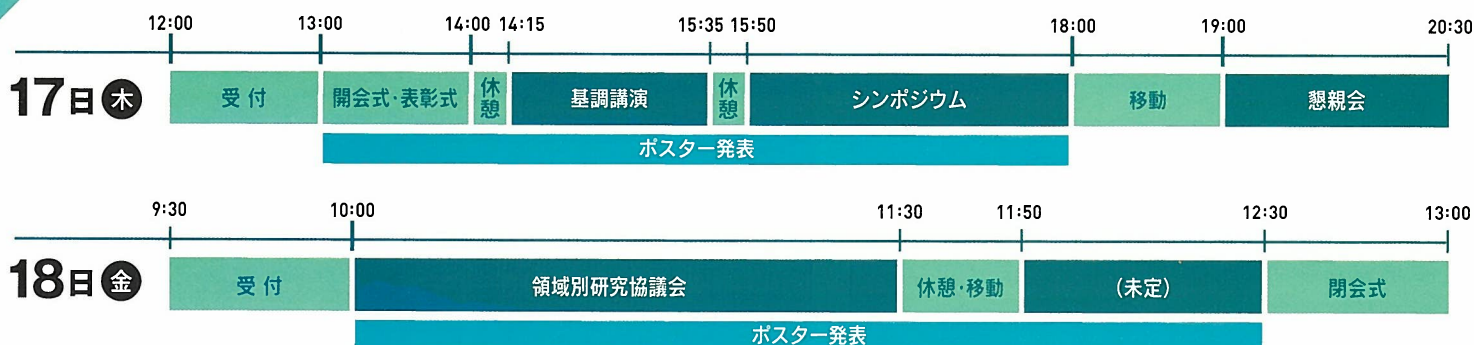 12:00 13:00 14:00 14:15 15:35 15:50 18:00 19:00 20:30
17日 木 受付 開会式・表彰式 休憩 基調講演 休憩 シンポジウム 移動 懇親会
ポスター発表
9:30 10:00 11:30 11:50 12:30 13:00
18日 金 受付 領域別研究協議会 休憩・移動 (未定) 閉会式
ポスター発表